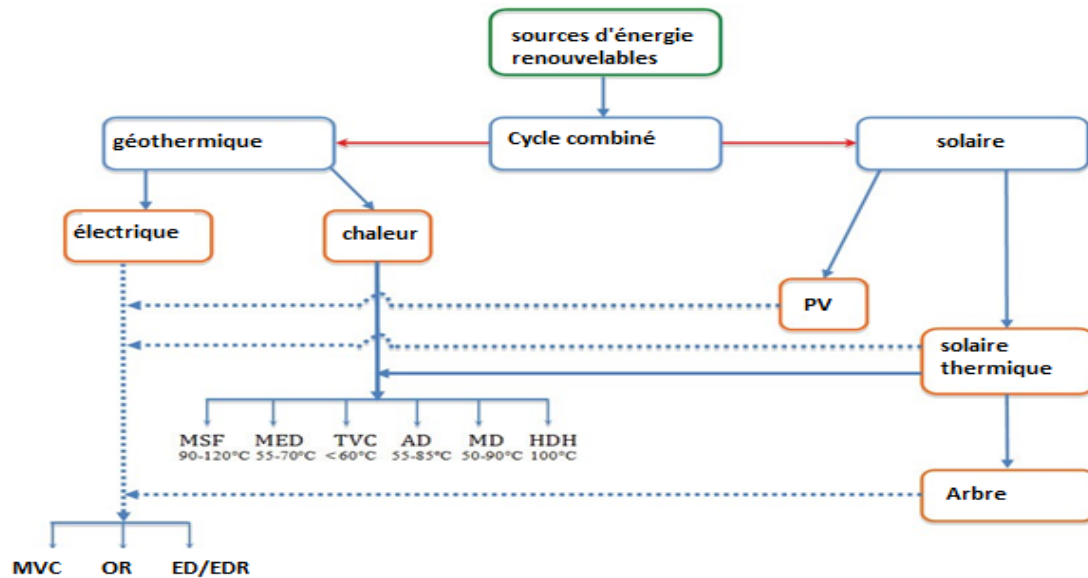 sources d'énergie
renouvelables
géothermique
Cycle combiné
solaire
électrique
chaleur
PV
solaire
thermique
MSF MED TVC AD MD HDH
90-120°C 55-70°C <60°C 55-85°C 50-90°C 100°C
Arbre
MVC OR ED/EDR